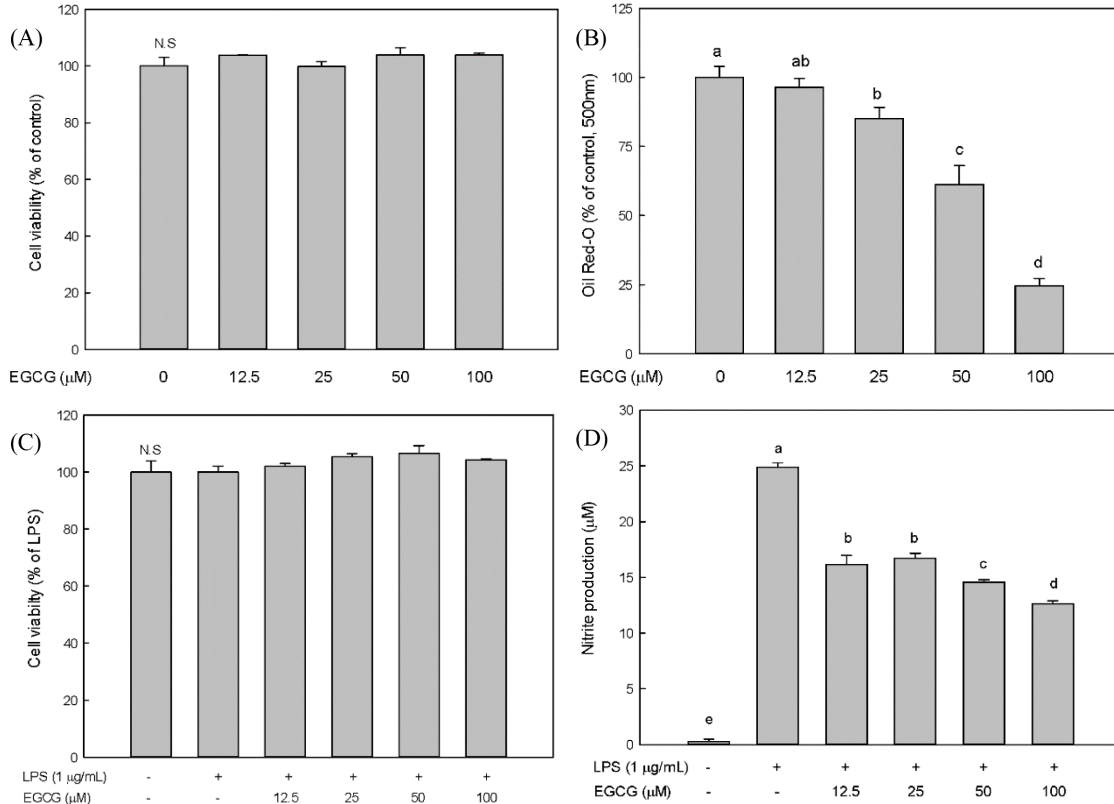 (A)
120
100
80
60
40
20
0
Cell viability (% of control)
N.S
EGCG (μM) 0 12.5 25 50 100
(B)
125
100
75
50
25
0
Oil Red-O (% of control, 500nm)
a ab b c d
EGCG (μM) 0 12.5 25 50 100
(C)
120
100
80
60
40
20
0
Cell viabiilty (% of LPS)
N.S
LPS (1 μg/mL) - + + + + +
EGCG (μM) - - 12.5 25 50 100
(D)
30
25
20
15
10
5
0
Nitrite production (μM)
e a b b c d
LPS (1 μg/mL) - + + + + +
EGCG (μM) - - 12.5 25 50 100